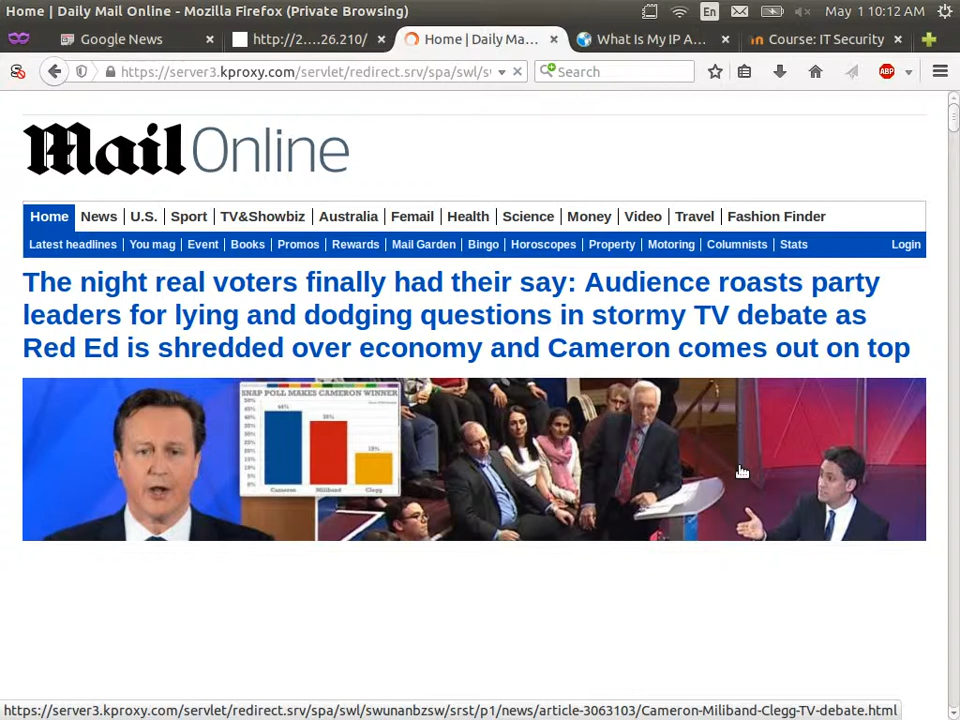 Home | Daily Mail Online - Mozilla Firefox (Private Browsing)
En
May 1 10:12 AM
Google News
http://2....26.210/
Home | Daily Ma...
What Is My IP A...
Course: IT Security
https://server3.kproxy.com/servlet/redirect.srv/spa/swl/s
Search
ABP
Mail Online
Home News U.S. Sport TV&Showbiz Australia Femail Health Science Money Video Travel Fashion Finder
Latest headlines You mag Event Books Promos Rewards Mail Garden Bingo Horoscopes Property Motoring Columnists Stats Login
The night real voters finally had their say: Audience roasts party
leaders for lying and dodging questions in stormy TV debate as
Red Ed is shredded over economy and Cameron comes out on top
SNAP POLL MAKES CAMERON WINNER
44%
38%
19%
Cameron Miliband Clegg
https://server3.kproxy.com/servlet/redirect.srv/spa/swl/swunanbzsw/srst/p1/news/article-3063103/Cameron-Miliband-Clegg-TV-debate.html